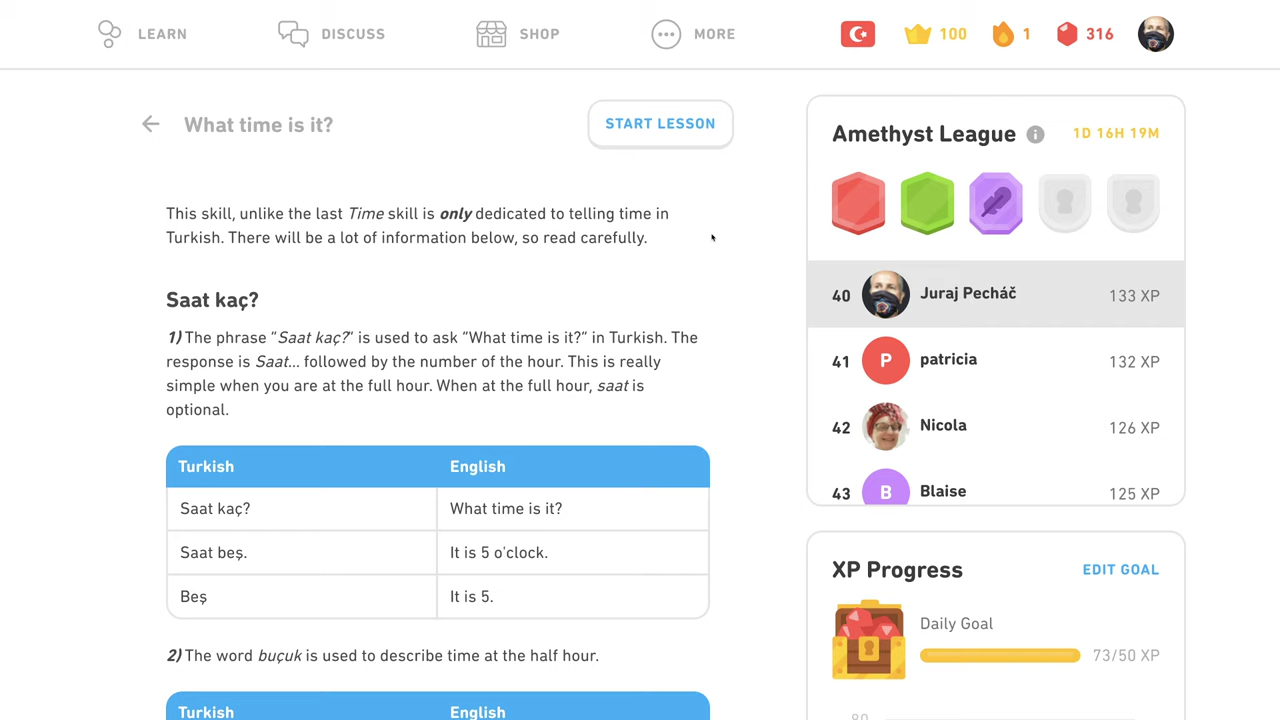 LEARN
DISCUSS
SHOP
MORE
100
1
316
What time is it?
START LESSON
This skill, unlike the last Time skill is only dedicated to telling time in
Turkish. There will be a lot of information below, so read carefully.
Saat kaç?
1) The phrase “Saat kaç?” is used to ask “What time is it?” in Turkish. The
response is Saat... followed by the number of the hour. This is really
simple when you are at the full hour. When at the full hour, saat is
optional.
Turkish English
Saat kaç? What time is it?
Saat beş. It is 5 o'clock.
Beş It is 5.
2) The word buçuk is used to describe time at the half hour.
Turkish English
Amethyst League
1D 16H 19M
40 Juraj Pecháč 133 XP
41 P patricia 132 XP
42 Nicola 126 XP
43 B Blaise 125 XP
XP Progress
EDIT GOAL
Daily Goal
73/50 XP
80